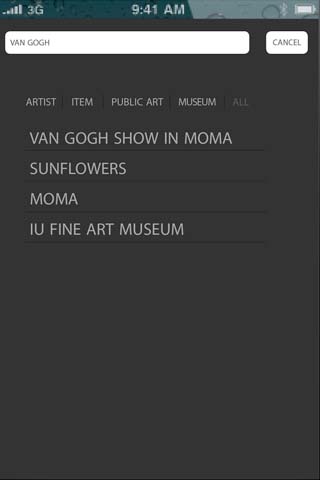 3G 9:41 AM
VAN GOGH CANCEL
ARTIST ITEM PUBLIC ART MUSEUM ALL
VAN GOGH SHOW IN MOMA
SUNFLOWERS
MOMA
IU FINE ART MUSEUM